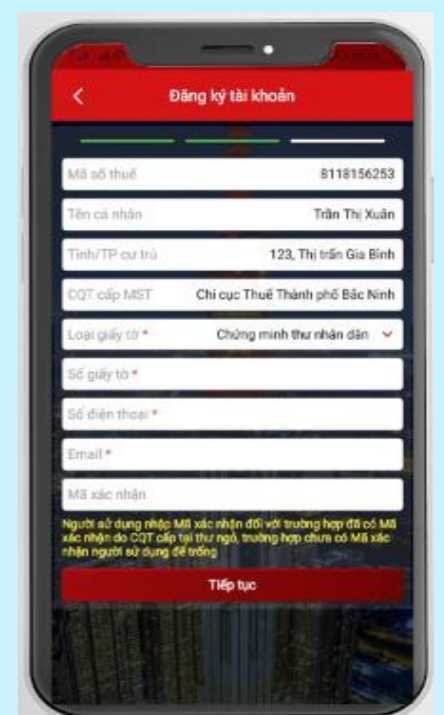 Đăng ký tài khoản
Mã số thuế 8118156253
Tên cá nhân Trần Thị Xuân
Tỉnh/TP cư trú 123, Thị trấn Gia Bình
CQT cấp MST Chi cục Thuế Thành phố Bắc Ninh
Loại giấy tờ * Chứng minh thư nhân dân
Số giấy tờ *
Số điện thoại *
Email *
Mã xác nhận
Người sử dụng nhập Mã xác nhận đối với trường hợp đã có Mã
xác nhận do CQT cấp tại thư ngỏ, trường hợp chưa có Mã xác
nhận người sử dụng để trống
Tiếp tục